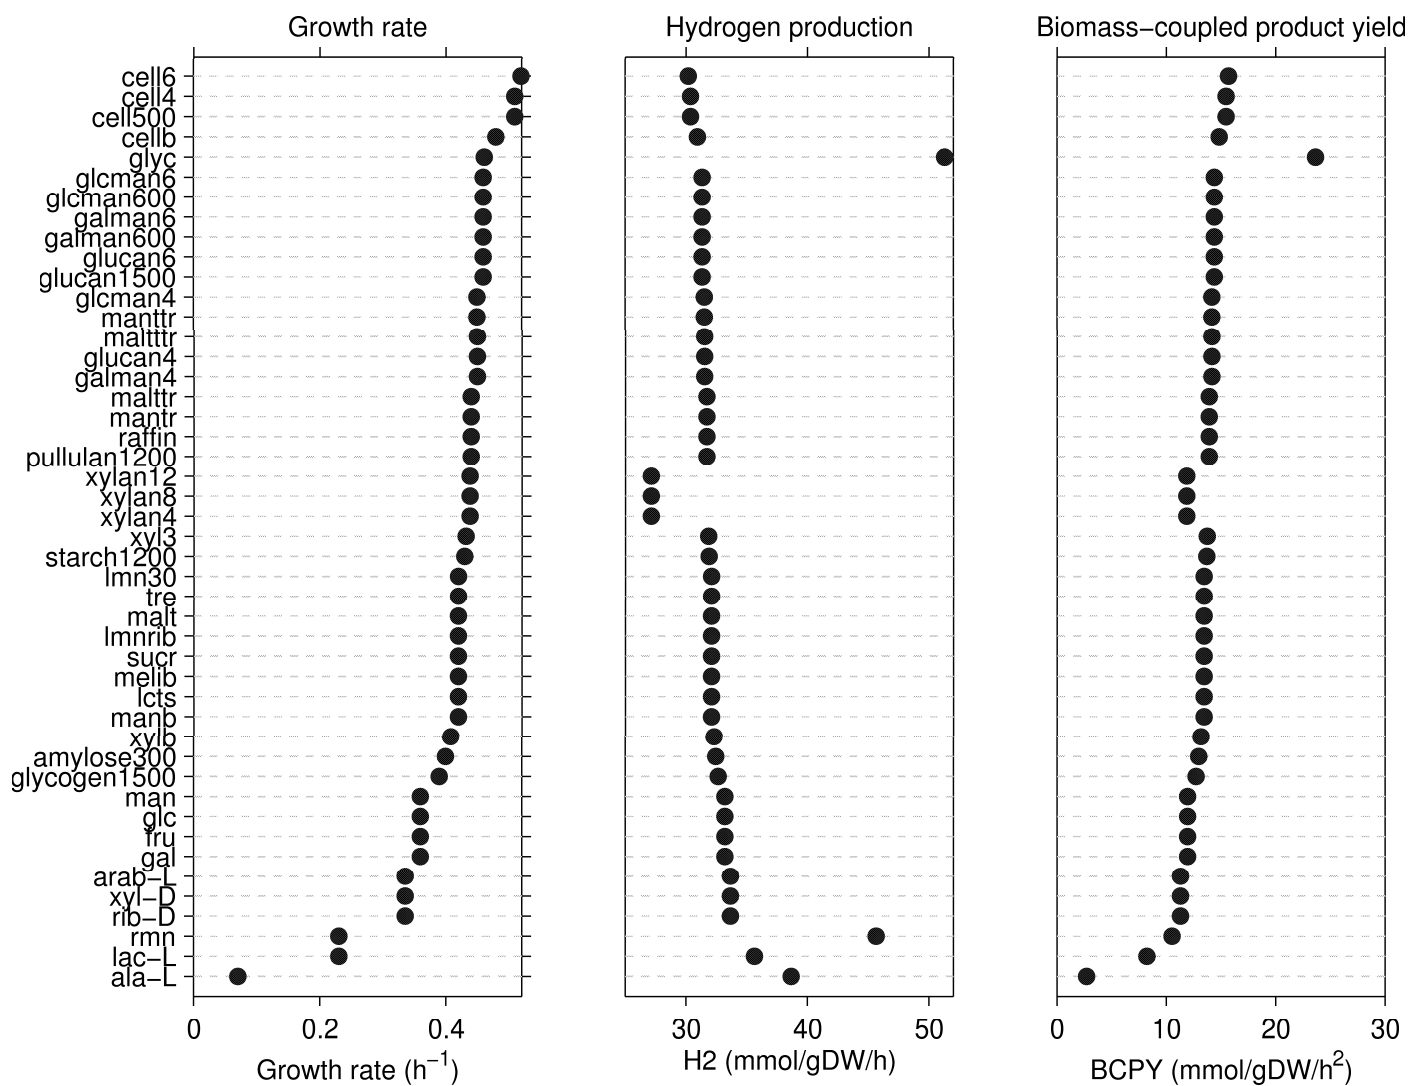 Growth rate
Hydrogen production
Biomass−coupled product yield
cell6
cell4
cell500
cellb
glyc
glcman6
glcman600
galman6
galman600
glucan6
glucan1500
glcman4
manttr
maltttr
glucan4
galman4
malttr
mantr
raffin
pullulan1200
xylan12
xylan8
xylan4
xyl3
starch1200
lmn30
tre
malt
lmnrib
sucr
melib
lcts
manb
xylb
amylose300
glycogen1500
man
glc
fru
gal
arab−L
xyl−D
rib−D
rmn
lac−L
ala−L
0 0.2 0.4
30 40 50
0 10 20 30
Growth rate (h⁻¹)
H2 (mmol/gDW/h)
BCPY (mmol/gDW/h²)